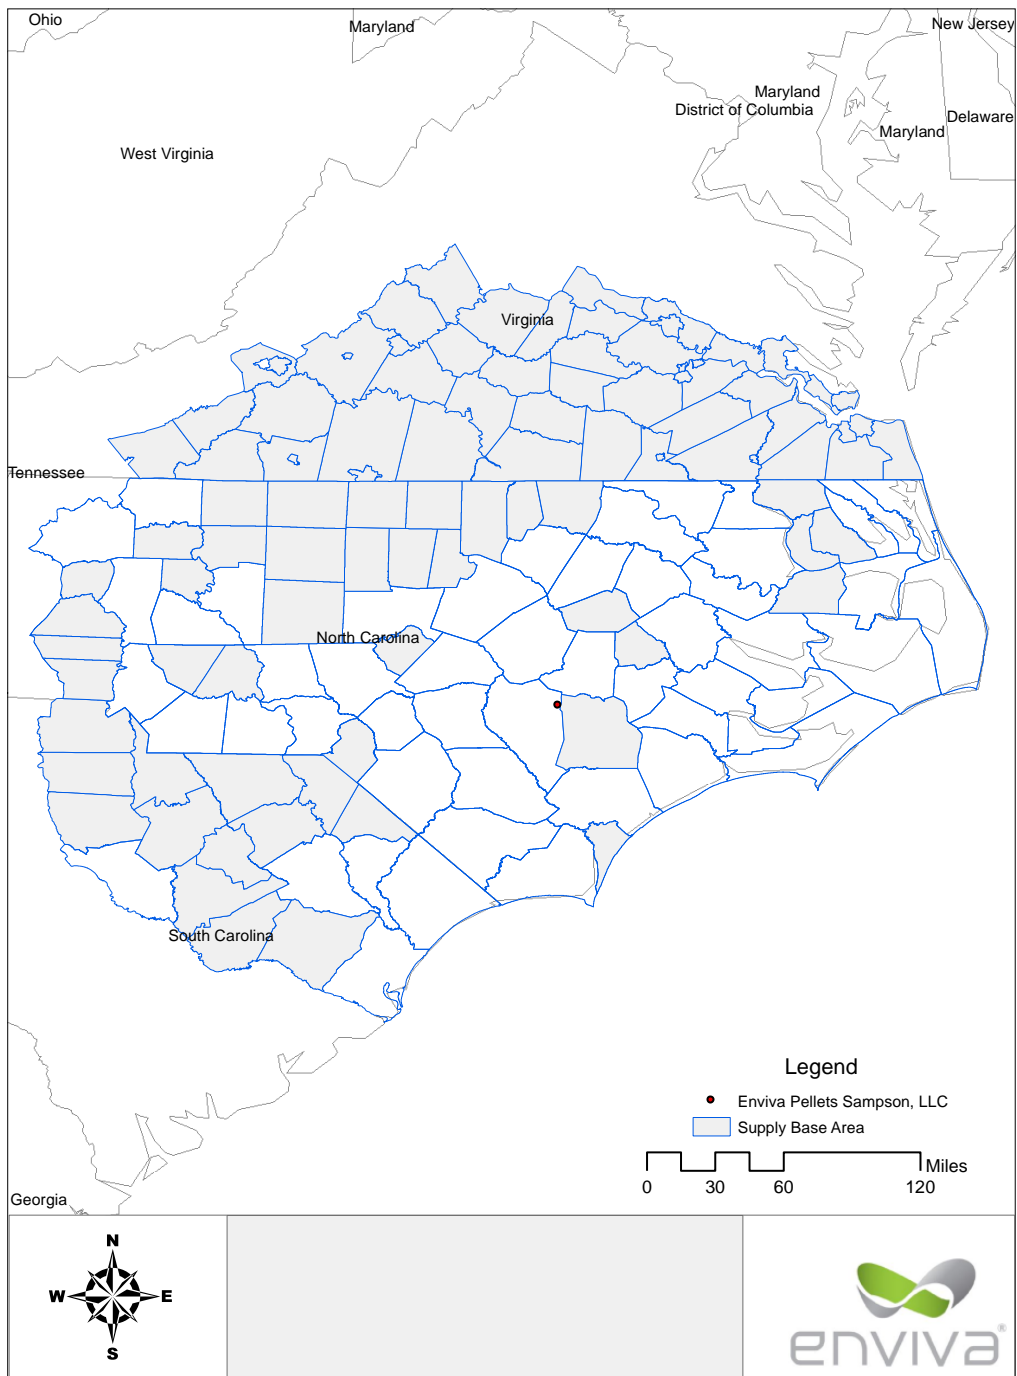 Ohio
Maryland
New Jersey
Maryland
District of Columbia
Delaware
Maryland
West Virginia
Virginia
Tennessee
North Carolina
South Carolina
Legend
Enviva Pellets Sampson, LLC
Supply Base Area
Miles
0 30 60 120
Georgia
N
W E
S
enviva®